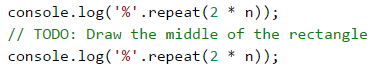 console.log('%'.repeat(2 * n));
// TODO: Draw the middle of the rectangle
console.log('%'.repeat(2 * n));